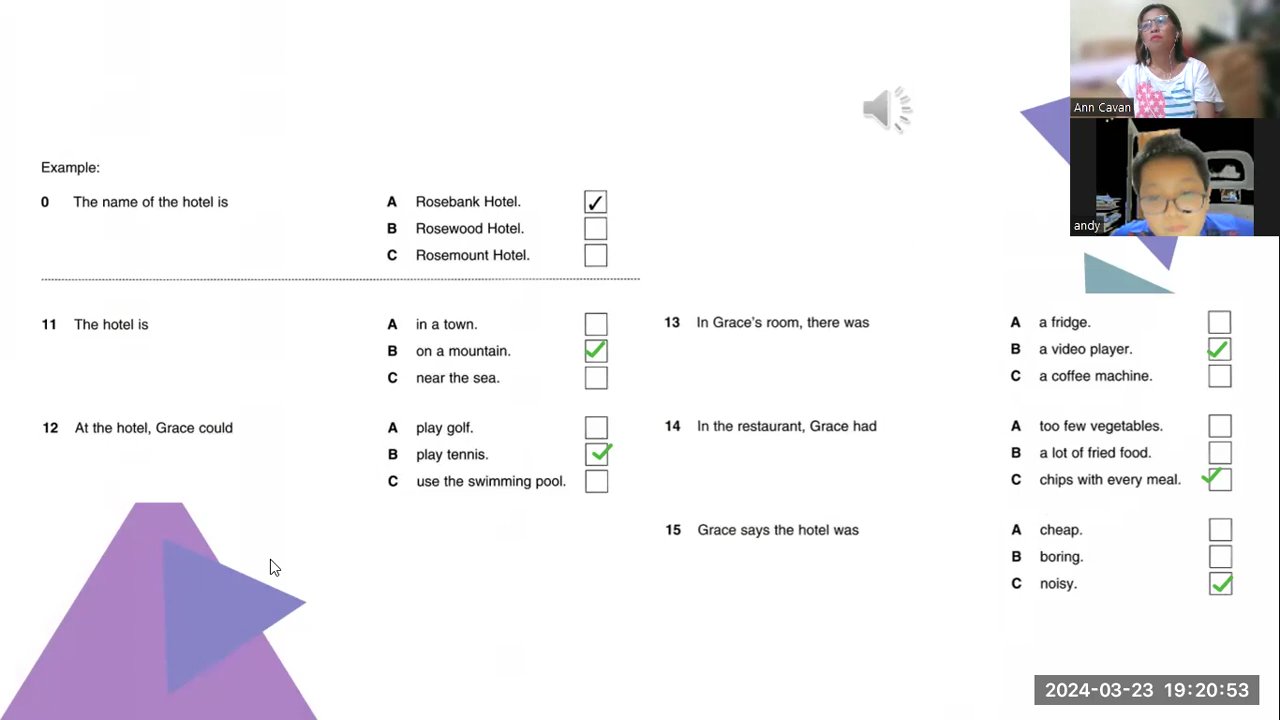 Ann Cavan
andy
Example:
0 The name of the hotel is
A Rosebank Hotel.
B Rosewood Hotel.
C Rosemount Hotel.
11 The hotel is
A in a town.
B on a mountain.
C near the sea.
12 At the hotel, Grace could
A play golf.
B play tennis.
C use the swimming pool.
13 In Grace's room, there was
A a fridge.
B a video player.
C a coffee machine.
14 In the restaurant, Grace had
A too few vegetables.
B a lot of fried food.
C chips with every meal.
15 Grace says the hotel was
A cheap.
B boring.
C noisy.
2024-03-23 19:20:53